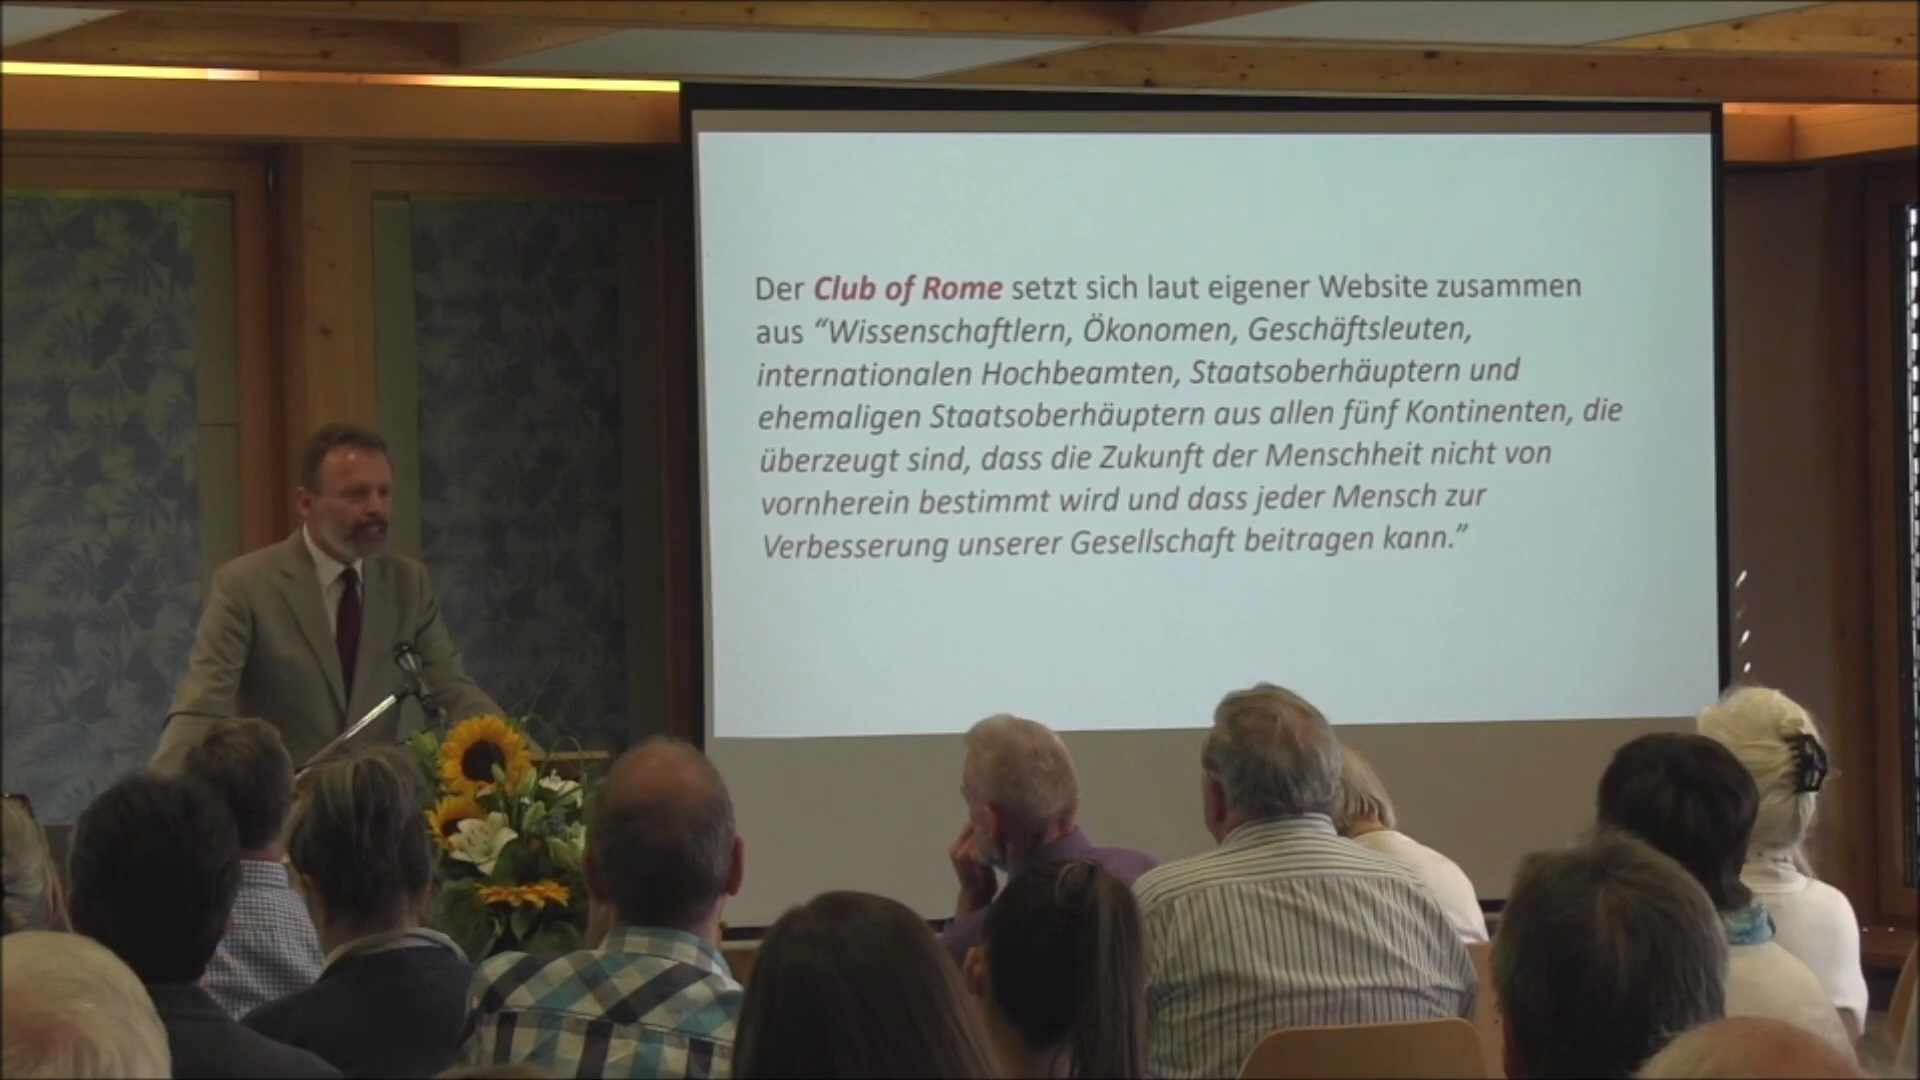 Der Club of Rome setzt sich laut eigener Website zusammen
aus “Wissenschaftlern, Ökonomen, Geschäftsleuten,
internationalen Hochbeamten, Staatsoberhäuptern und
ehemaligen Staatsoberhäuptern aus allen fünf Kontinenten, die
überzeugt sind, dass die Zukunft der Menschheit nicht von
vornherein bestimmt wird und dass jeder Mensch zur
Verbesserung unserer Gesellschaft beitragen kann.”